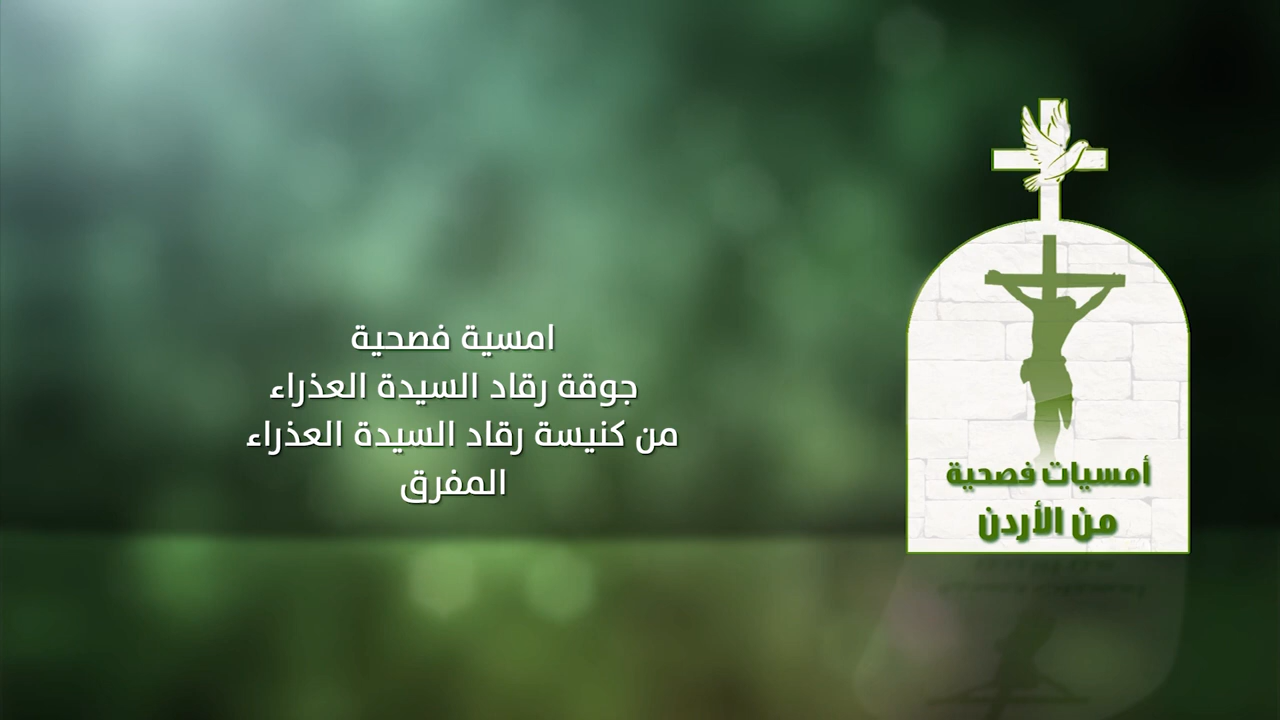 امسية فصحية
جوقة رقاد السيدة العذراء
من كنيسة رقاد السيدة العذراء
المفرق
أمسيات فصحية
من الأردن